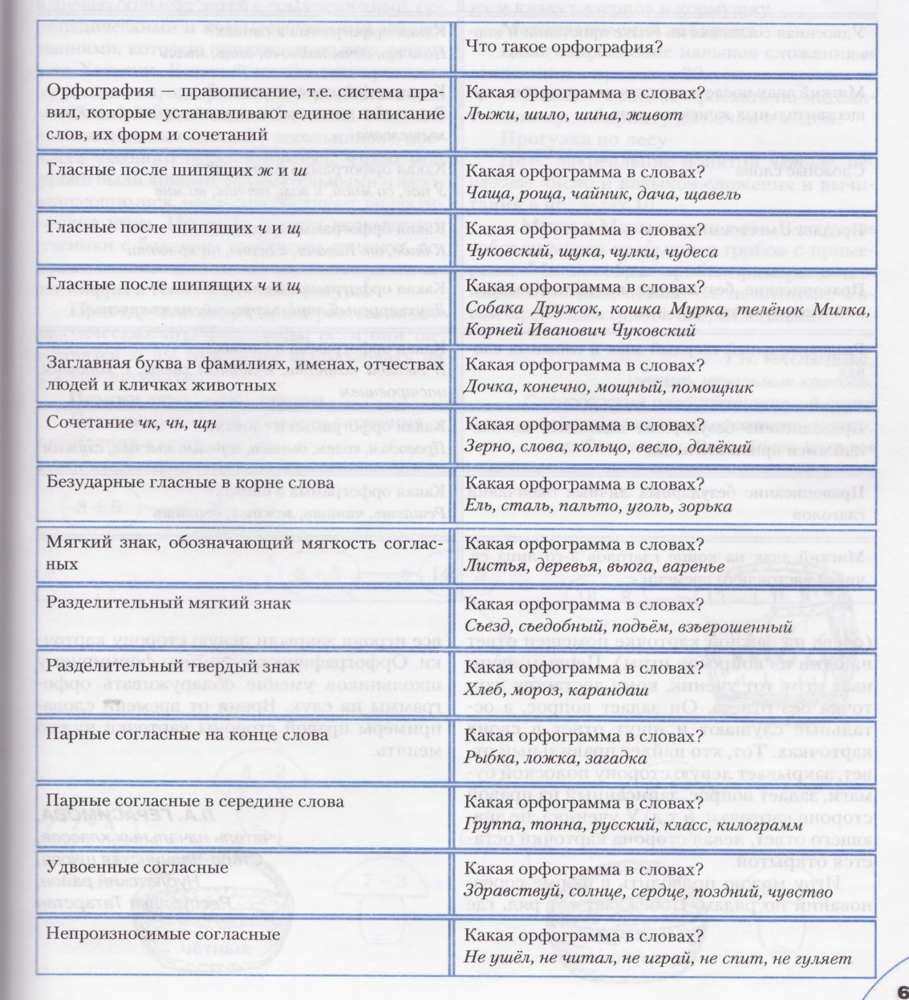 Что такое орфография?
Орфография — правописание, т.е. система пра-
вил, которые устанавливают единое написание
слов, их форм и сочетаний
Какая орфограмма в словах?
Лыжи, шило, шина, живот
Гласные после шипящих ж и ш
Какая орфограмма в словах?
Чаща, роща, чайник, дача, щавель
Гласные после шипящих ч и щ
Какая орфограмма в словах?
Чуковский, щука, чулки, чудеса
Гласные после шипящих ч и щ
Какая орфограмма в словах?
Собака Дружок, кошка Мурка, телёнок Милка,
Корней Иванович Чуковский
Заглавная буква в фамилиях, именах, отчествах
людей и кличках животных
Какая орфограмма в словах?
Дочка, конечно, мощный, помощник
Сочетание чк, чн, щн
Какая орфограмма в словах?
Зерно, слова, кольцо, весло, далёкий
Безударные гласные в корне слова
Какая орфограмма в словах?
Ель, сталь, пальто, уголь, зорька
Мягкий знак, обозначающий мягкость соглас-
ных
Какая орфограмма в словах?
Листья, деревья, вьюга, варенье
Разделительный мягкий знак
Какая орфограмма в словах?
Съезд, съедобный, подъём, взъерошенный
Разделительный твердый знак
Какая орфограмма в словах?
Хлеб, мороз, карандаш
Парные согласные на конце слова
Какая орфограмма в словах?
Рыбка, ложка, загадка
Парные согласные в середине слова
Какая орфограмма в словах?
Группа, тонна, русский, класс, килограмм
Удвоенные согласные
Какая орфограмма в словах?
Здравствуй, солнце, сердце, поздний, чувство
Непроизносимые согласные
Какая орфограмма в словах?
Не ушёл, не читал, не играй, не спит, не гуляет
6